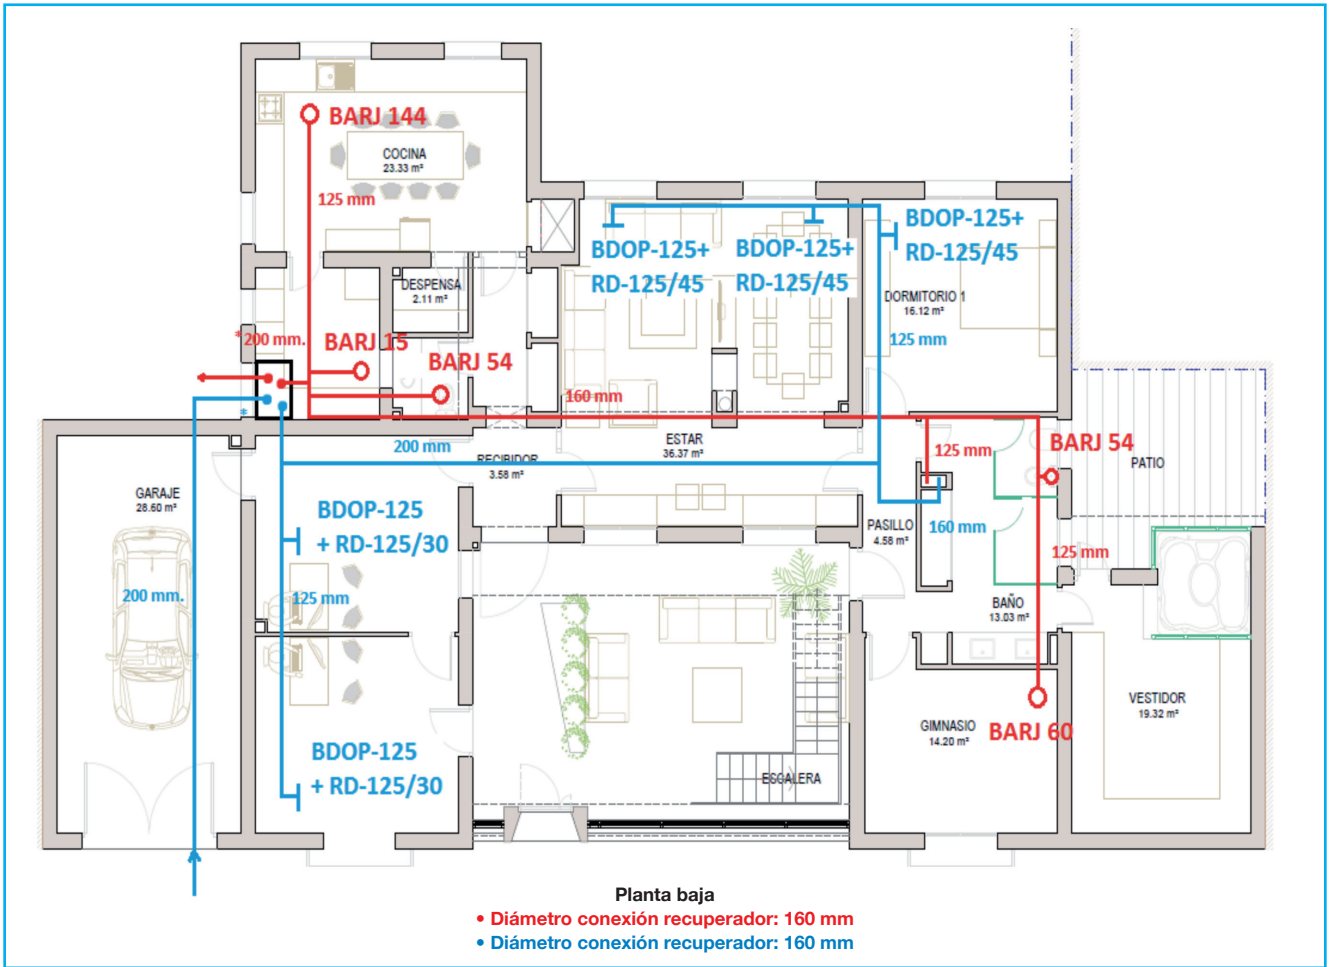 BARJ 144
COCINA
23.33 m²
125 mm
BDOP-125+
RD-125/45
BDOP-125+
RD-125/45
BDOP-125+
RD-125/45
DESPENSA
2.11 m²
DORMITORIO 1
16.12 m²
*200 mm.
BARJ 15
BARJ 54
125 mm
160 mm
*
200 mm
ESTAR
36.37 m²
RECIBIDOR
3.58 m²
125 mm
BARJ 54
PATIO
GARAJE
28.60 m²
BDOP-125
+ RD-125/30
PASILLO
4.58 m²
160 mm
125 mm
200 mm.
125 mm
BAÑO
13.03 m²
VESTIDOR
19.32 m²
GIMNASIO
14.20 m²
BARJ 60
BDOP-125
+ RD-125/30
ESCALERA
Planta baja
• Diámetro conexión recuperador: 160 mm
• Diámetro conexión recuperador: 160 mm